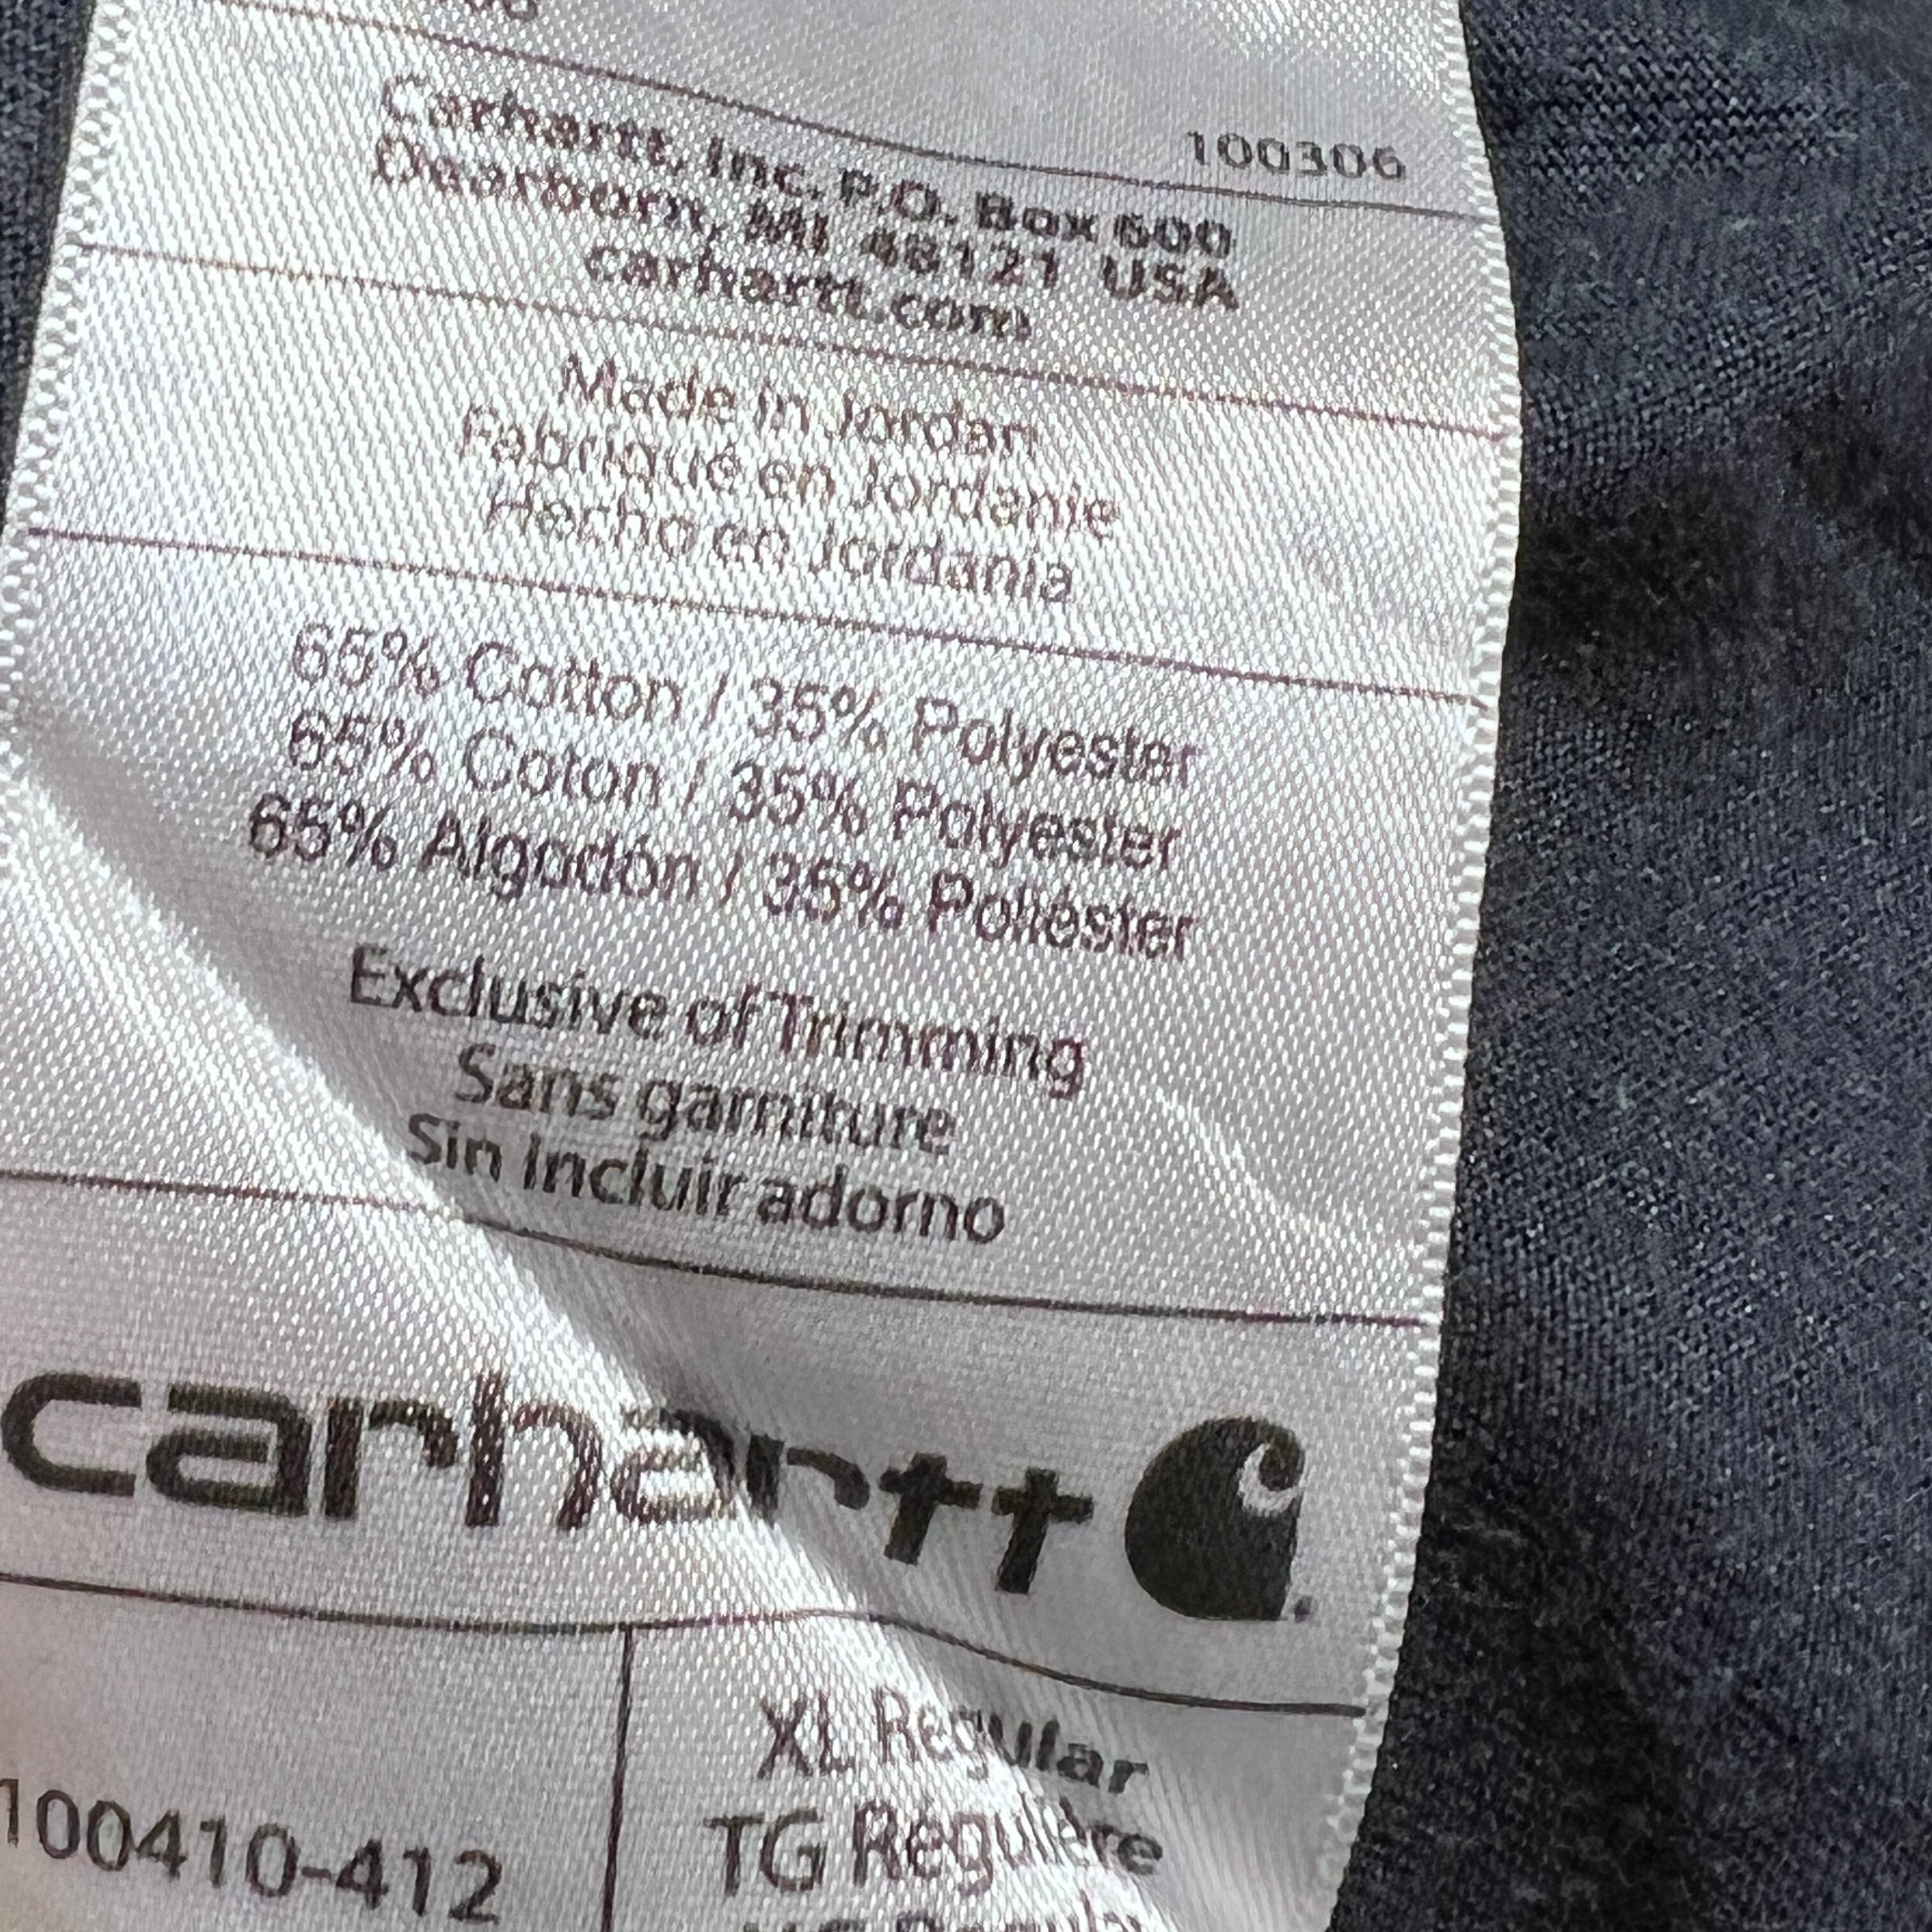 100306
Carhartt, Inc. P.O. Box 600
Dearborn, MI 48121 USA
carhartt.com
Made in Jordan
Fabriqué en Jordanie
Hecho en Jordania
65% Cotton / 35% Polyester
65% Coton / 35% Polyester
65% Algodón / 35% Poliéster
Exclusive of Trimming
Sans garniture
Sin Incluir adorno
carhartt
100410-412
XL Regular
TG Régulère